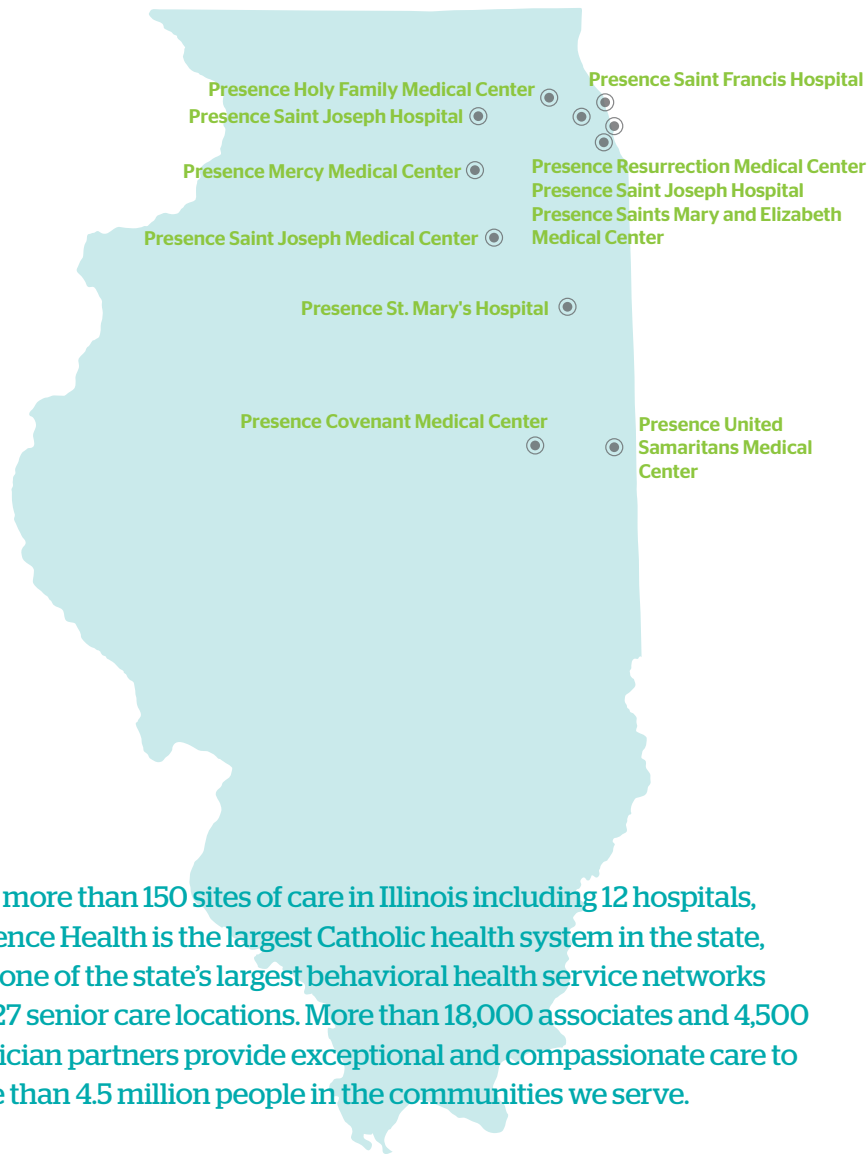 Presence Holy Family Medical Center
Presence Saint Francis Hospital
Presence Saint Joseph Hospital
Presence Mercy Medical Center
Presence Resurrection Medical Center
Presence Saint Joseph Hospital
Presence Saints Mary and Elizabeth
Medical Center
Presence Saint Joseph Medical Center
Presence St. Mary's Hospital
Presence Covenant Medical Center
Presence United
Samaritans Medical
Center
more than 150 sites of care in Illinois including 12 hospitals,
ence Health is the largest Catholic health system in the state,
one of the state’s largest behavioral health service networks
27 senior care locations. More than 18,000 associates and 4,500
ician partners provide exceptional and compassionate care to
e than 4.5 million people in the communities we serve.